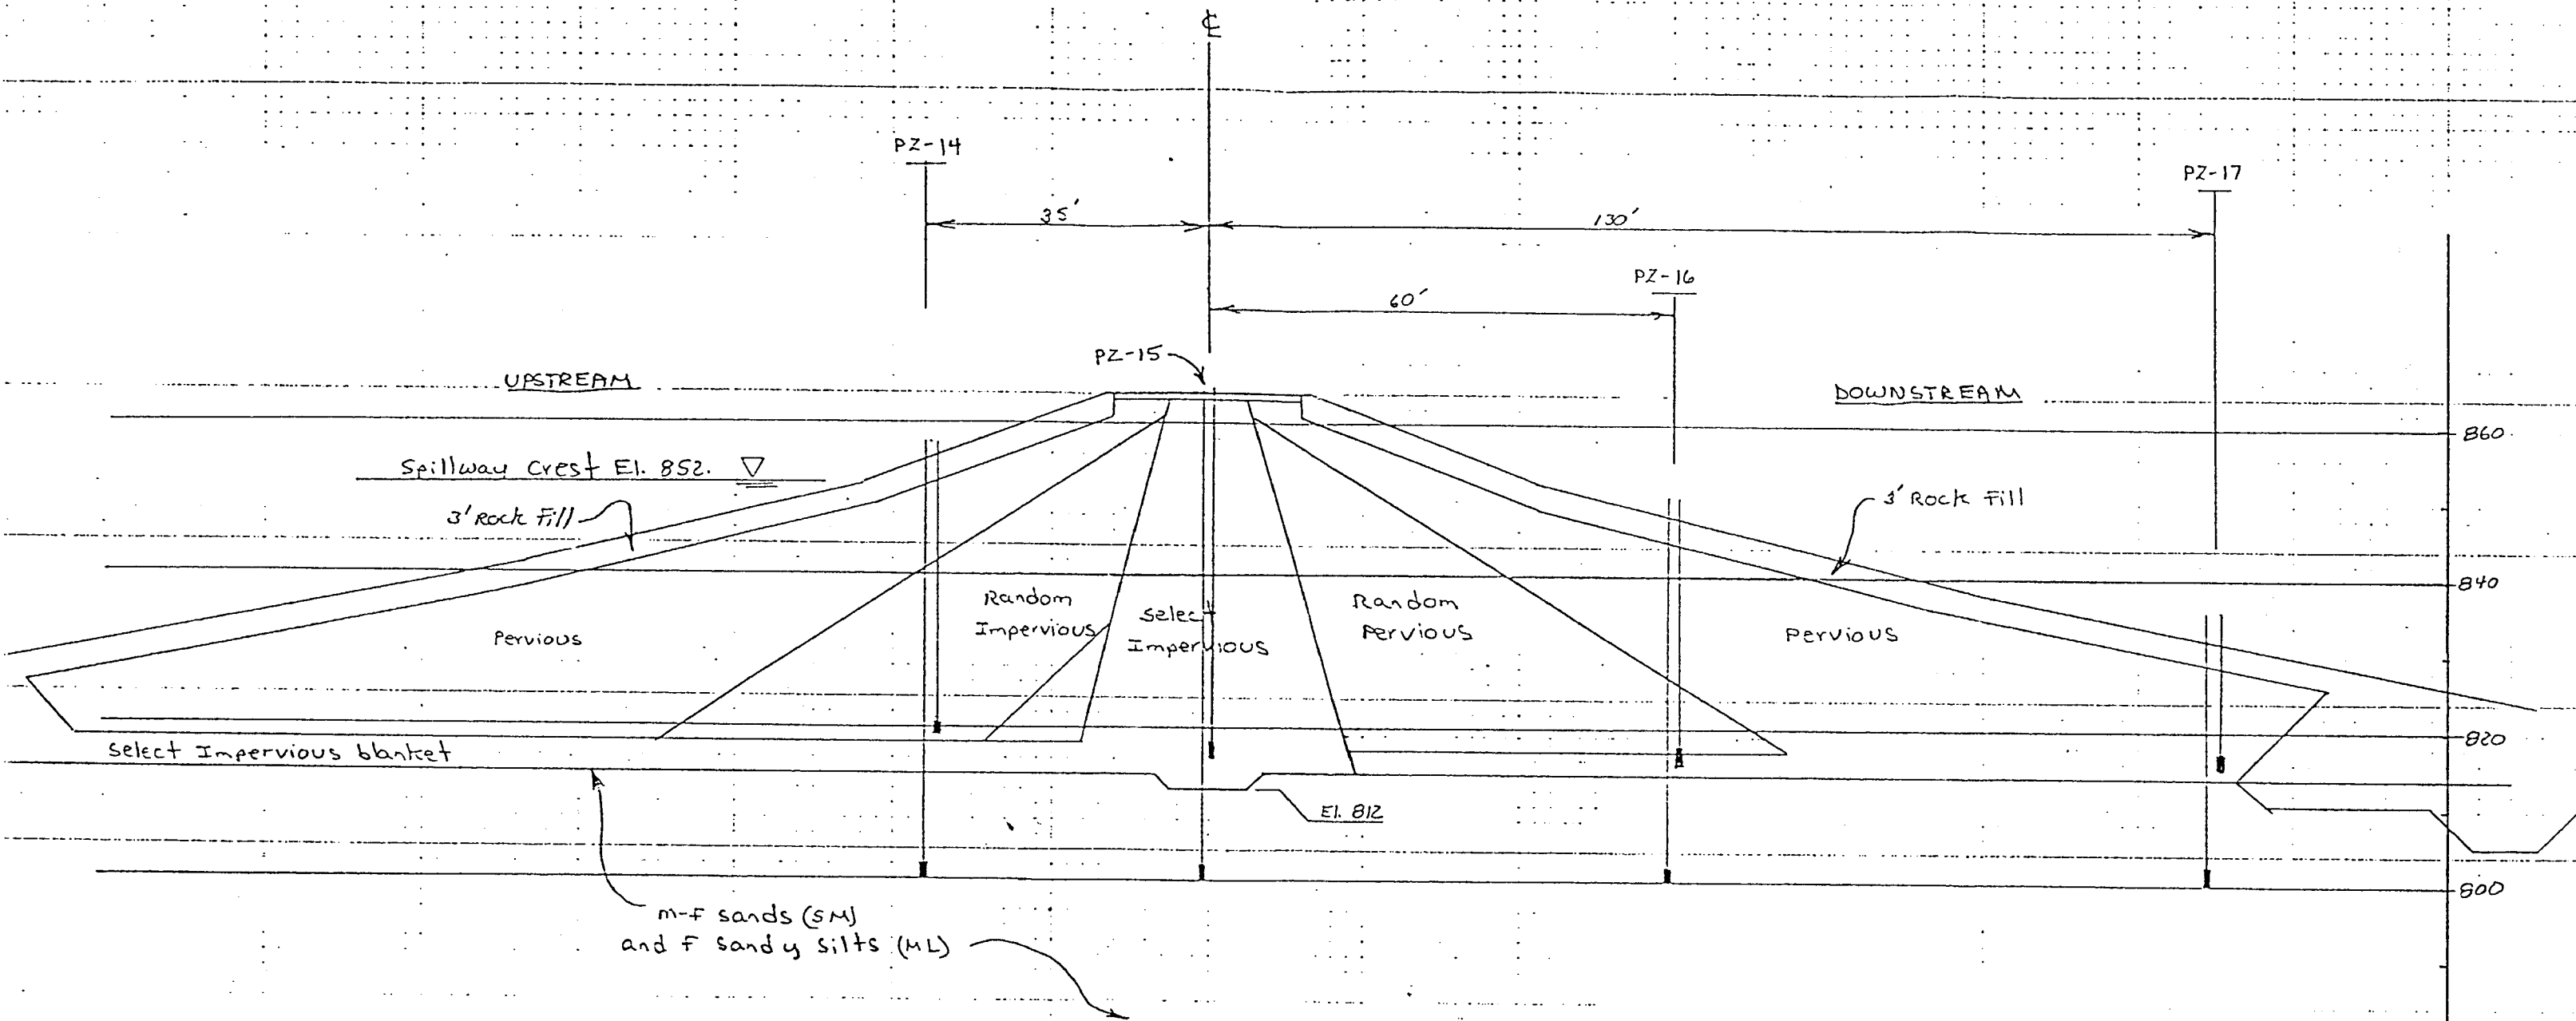 ℄
PZ-14
PZ-17
35'
130'
PZ-16
60'
PZ-15
UPSTREAM
DOWNSTREAM
860
Spillway Crest El. 852.
3' Rock Fill
3' Rock Fill
840
Random
Impervious
Select
Impervious
Random
Pervious
Pervious
Pervious
820
Select Impervious blanket
El. 812
800
m-f sands (SM)
and F sandy silts (ML)